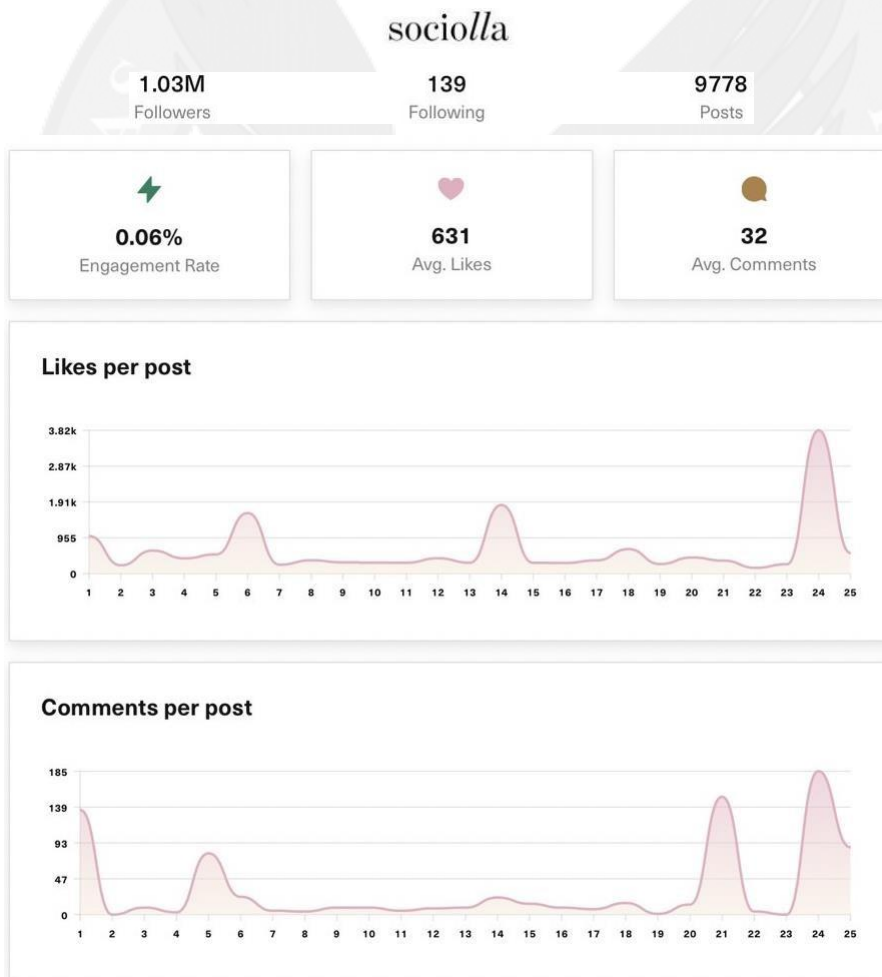 sociolla
1.03M 139 9778
Followers Following Posts
0.06% 631 32
Engagement Rate Avg. Likes Avg. Comments
Likes per post
3.82k
2.87k
1.91k
955
0
1 2 3 4 5 6 7 8 9 10 11 12 13 14 15 16 17 18 19 20 21 22 23 24 25
Comments per post
185
139
93
47
0
1 2 3 4 5 6 7 8 9 10 11 12 13 14 15 16 17 18 19 20 21 22 23 24 25